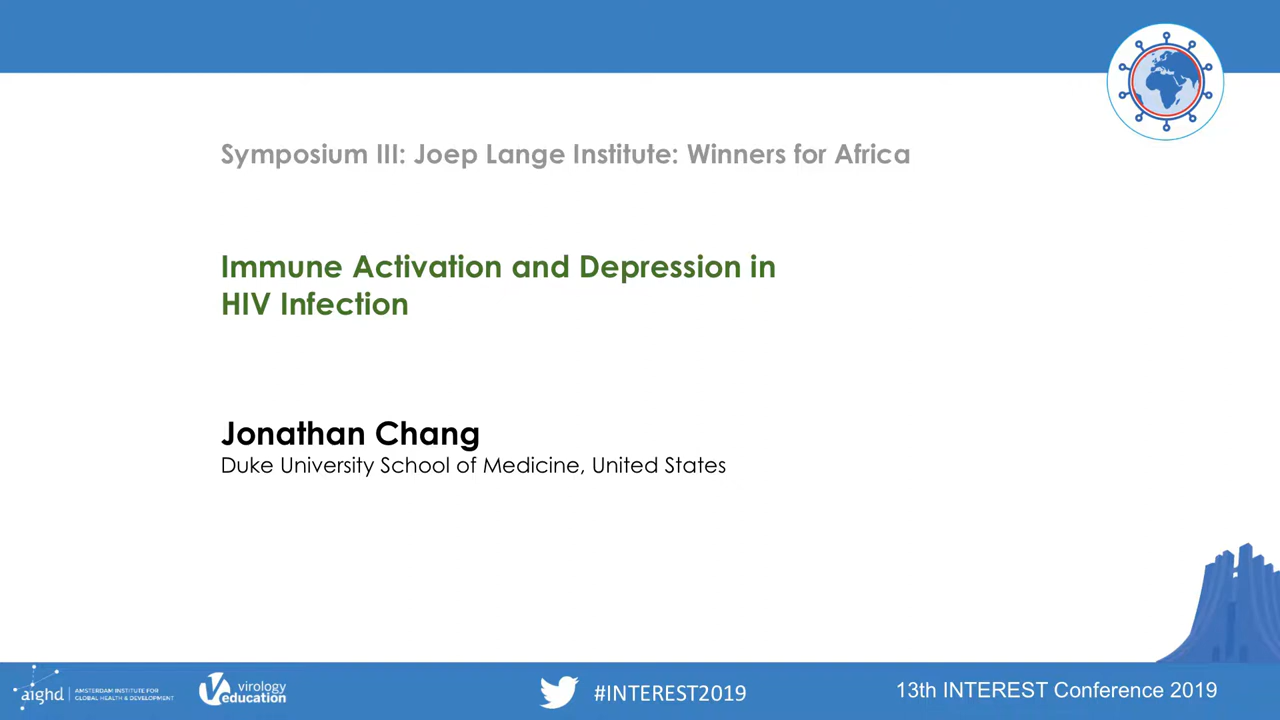 Symposium III: Joep Lange Institute: Winners for Africa
Immune Activation and Depression in
HIV Infection
Jonathan Chang
Duke University School of Medicine, United States
aighd
AMSTERDAM INSTITUTE FOR
GLOBAL HEALTH & DEVELOPMENT
virology
education
#INTEREST2019
13th INTEREST Conference 2019